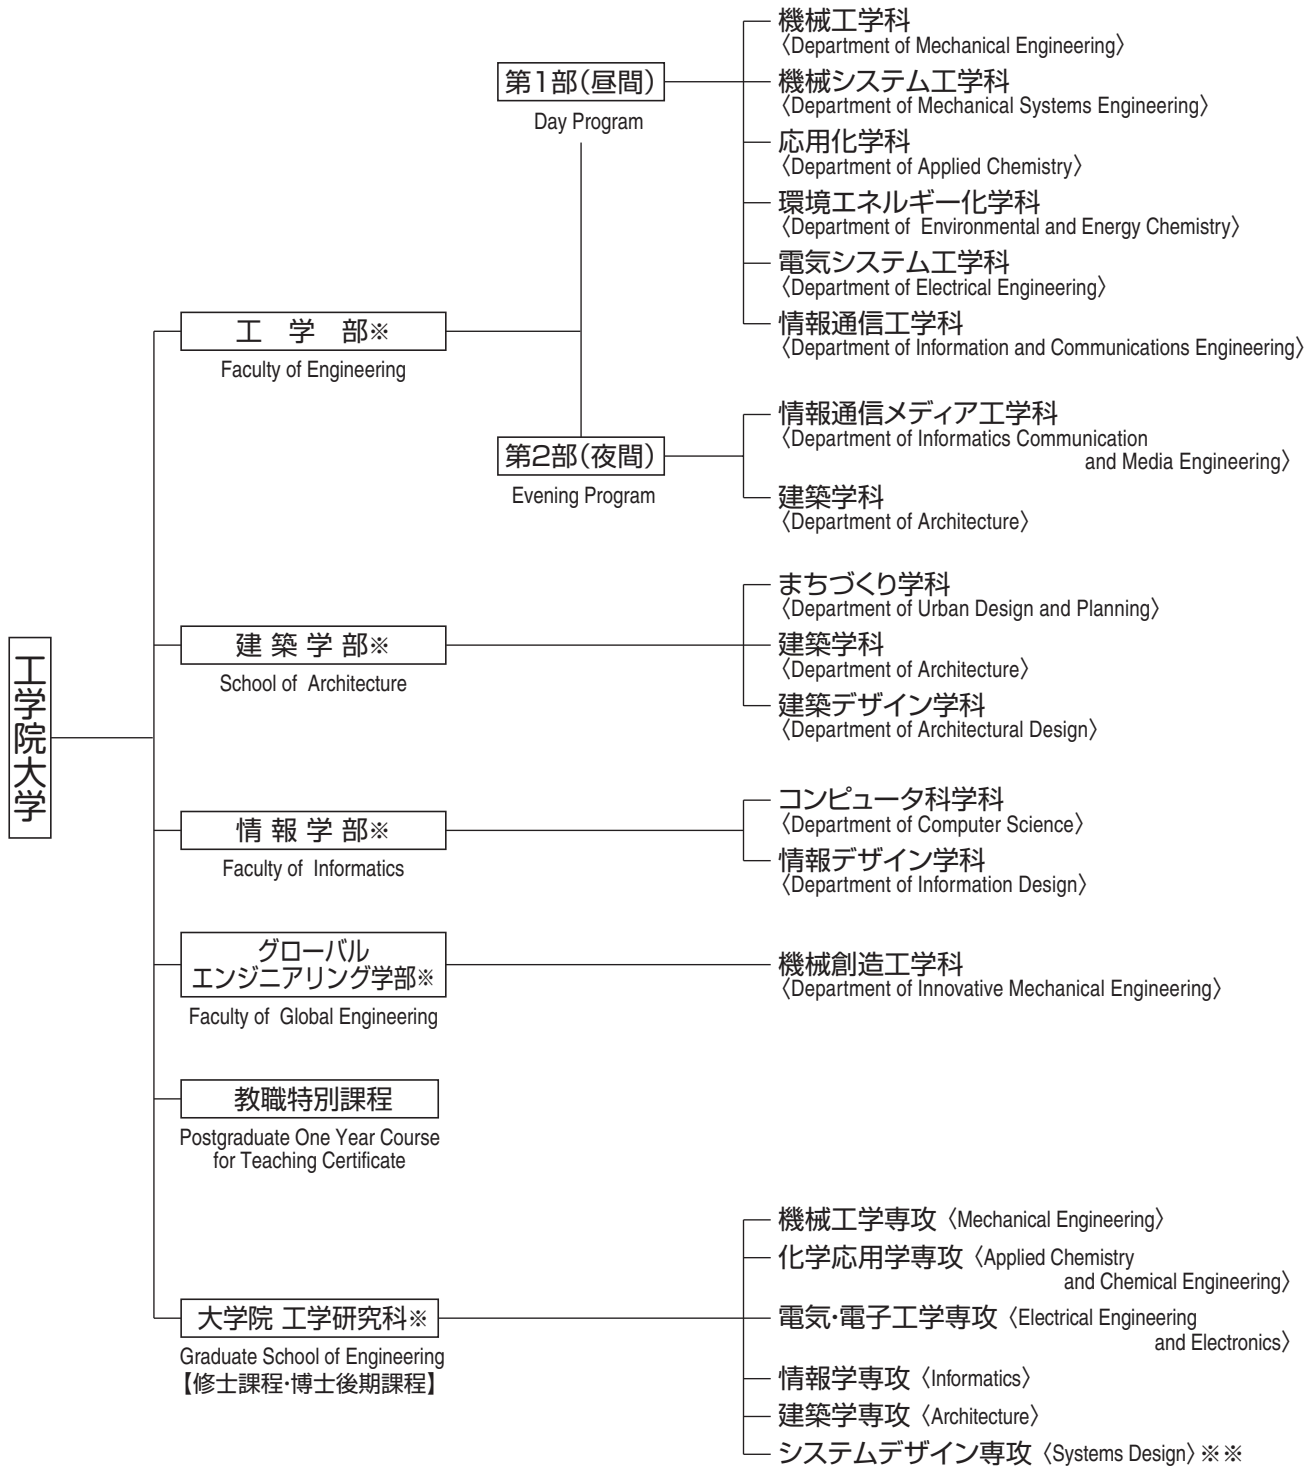 工学院大学
工 学 部※
Faculty of Engineering
第1部(昼間)
Day Program
機械工学科
〈Department of Mechanical Engineering〉
機械システム工学科
〈Department of Mechanical Systems Engineering〉
応用化学科
〈Department of Applied Chemistry〉
環境エネルギー化学科
〈Department of Environmental and Energy Chemistry〉
電気システム工学科
〈Department of Electrical Engineering〉
情報通信工学科
〈Department of Information and Communications Engineering〉
第2部(夜間)
Evening Program
情報通信メディア工学科
〈Department of Informatics Communication
and Media Engineering〉
建築学科
〈Department of Architecture〉
建 築 学 部※
School of Architecture
まちづくり学科
〈Department of Urban Design and Planning〉
建築学科
〈Department of Architecture〉
建築デザイン学科
〈Department of Architectural Design〉
情 報 学 部※
Faculty of Informatics
コンピュータ科学科
〈Department of Computer Science〉
情報デザイン学科
〈Department of Information Design〉
グローバル
エンジニアリング学部※
Faculty of Global Engineering
機械創造工学科
〈Department of Innovative Mechanical Engineering〉
教職特別課程
Postgraduate One Year Course
for Teaching Certificate
大学院 工学研究科※
Graduate School of Engineering
【修士課程・博士後期課程】
機械工学専攻〈Mechanical Engineering〉
化学応用学専攻〈Applied Chemistry
and Chemical Engineering〉
電気・電子工学専攻〈Electrical Engineering
and Electronics〉
情報学専攻〈Informatics〉
建築学専攻〈Architecture〉
システムデザイン専攻〈Systems Design〉※※